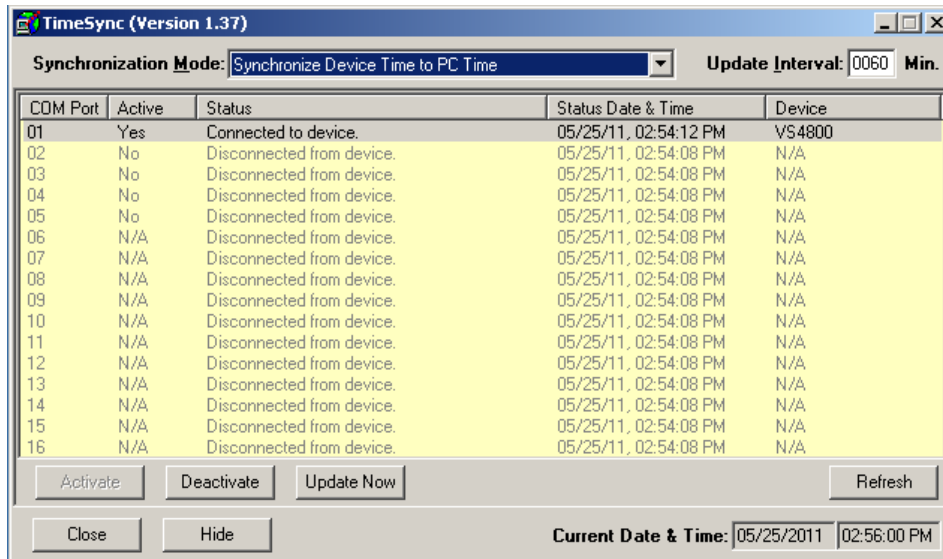 TimeSync (Version 1.37)
Synchronization Mode: Synchronize Device Time to PC Time Update Interval: 0060 Min.
COM Port Active Status Status Date & Time Device
01 Yes Connected to device. 05/25/11, 02:54:12 PM VS4800
02 No Disconnected from device. 05/25/11, 02:54:08 PM N/A
03 No Disconnected from device. 05/25/11, 02:54:08 PM N/A
04 No Disconnected from device. 05/25/11, 02:54:08 PM N/A
05 No Disconnected from device. 05/25/11, 02:54:08 PM N/A
06 N/A Disconnected from device. 05/25/11, 02:54:08 PM N/A
07 N/A Disconnected from device. 05/25/11, 02:54:08 PM N/A
08 N/A Disconnected from device. 05/25/11, 02:54:08 PM N/A
09 N/A Disconnected from device. 05/25/11, 02:54:08 PM N/A
10 N/A Disconnected from device. 05/25/11, 02:54:08 PM N/A
11 N/A Disconnected from device. 05/25/11, 02:54:08 PM N/A
12 N/A Disconnected from device. 05/25/11, 02:54:08 PM N/A
13 N/A Disconnected from device. 05/25/11, 02:54:08 PM N/A
14 N/A Disconnected from device. 05/25/11, 02:54:08 PM N/A
15 N/A Disconnected from device. 05/25/11, 02:54:08 PM N/A
16 N/A Disconnected from device. 05/25/11, 02:54:08 PM N/A
Activate Deactivate Update Now Refresh
Close Hide Current Date & Time: 05/25/2011 02:56:00 PM